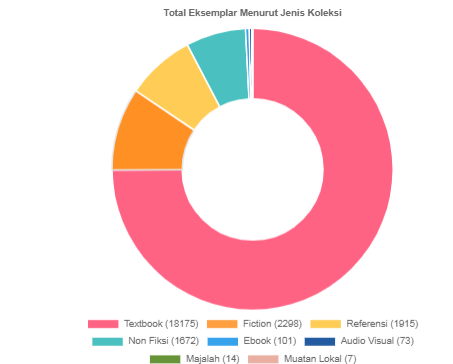 Total Eksemplar Menurut Jenis Koleksi
Textbook (18175) Fiction (2298) Referensi (1915)
Non Fiksi (1672) Ebook (101) Audio Visual (73)
Majalah (14) Muatan Lokal (7)